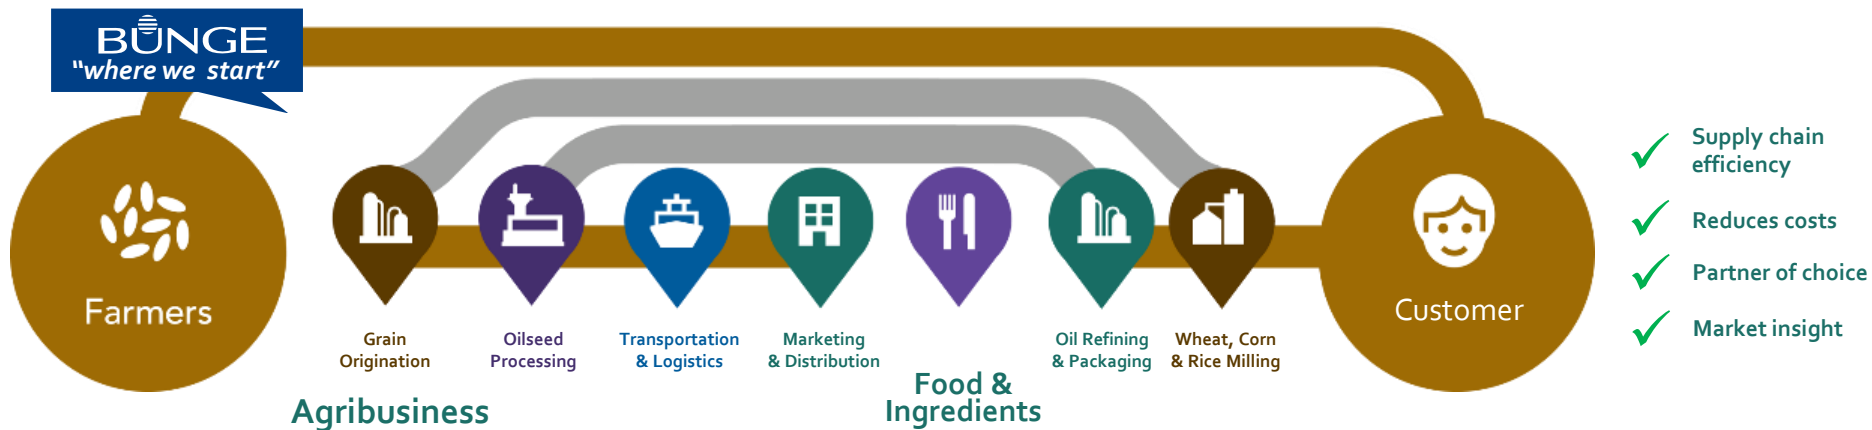 BUNGE
“where we start”
Farmers
Grain
Origination
Oilseed
Processing
Transportation
& Logistics
Marketing
& Distribution
Oil Refining
& Packaging
Wheat, Corn
& Rice Milling
Agribusiness
Food &
Ingredients
Customer
Supply chain
efficiency
Reduces costs
Partner of choice
Market insight